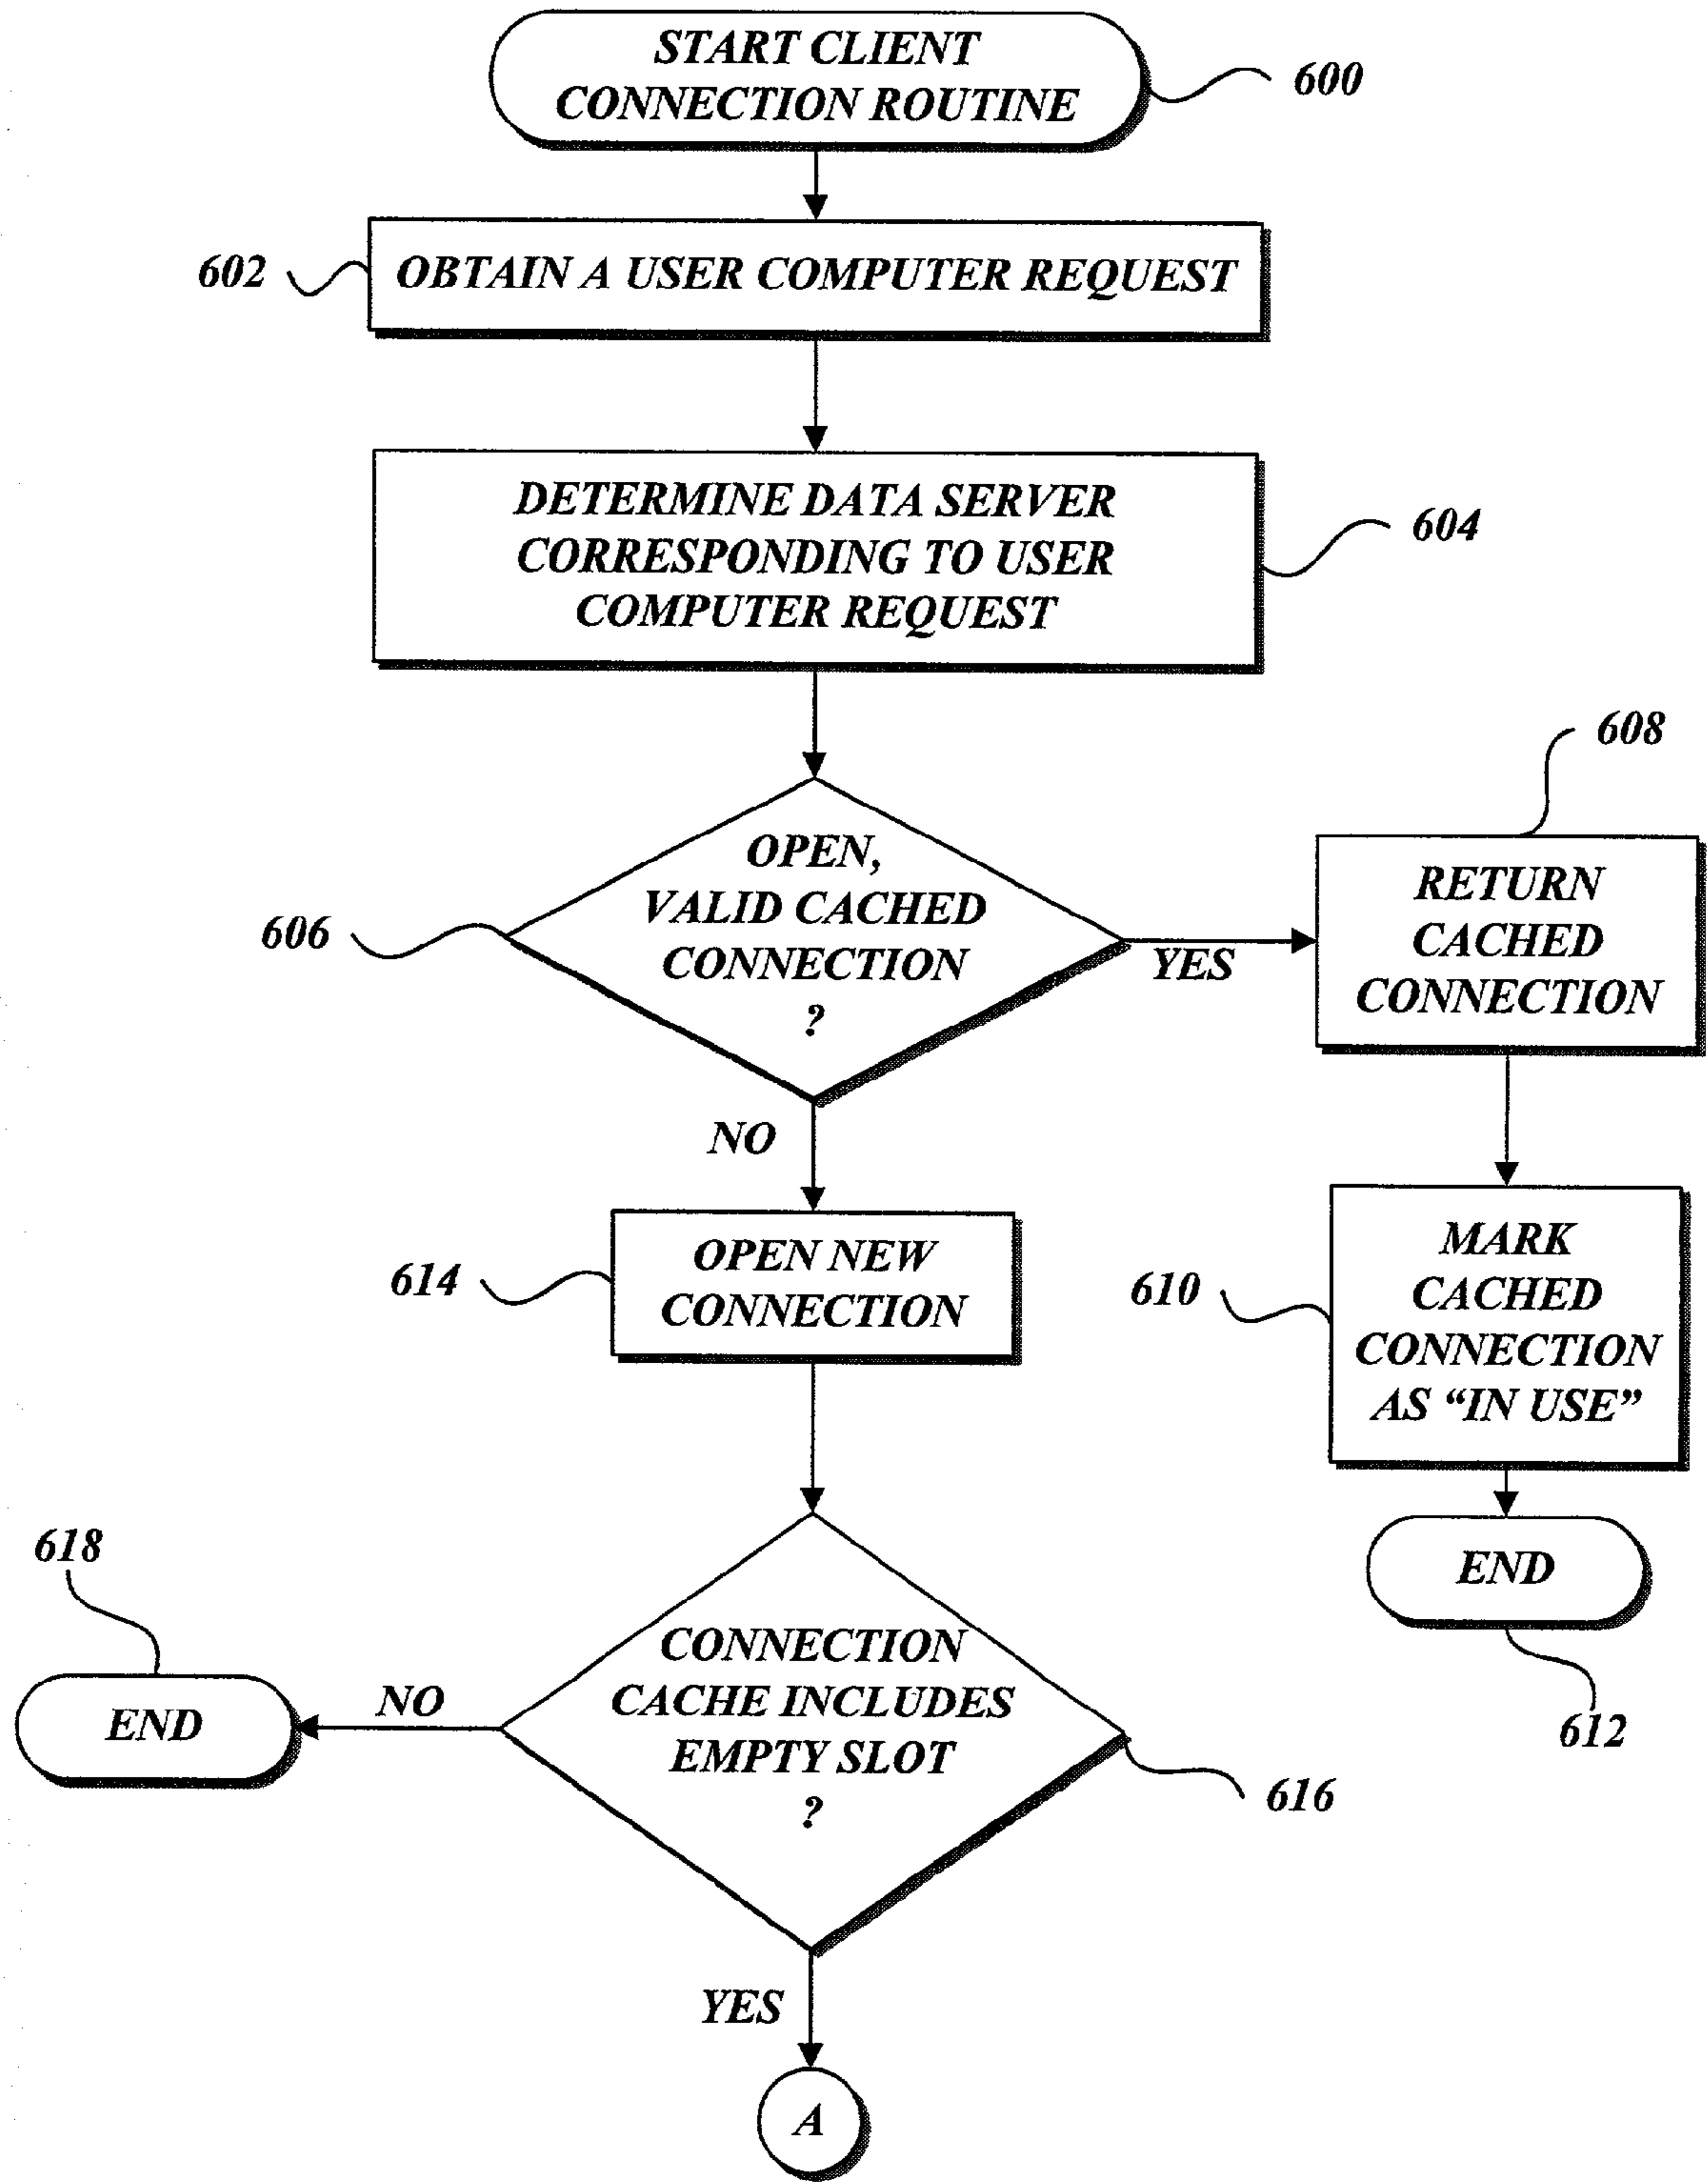 START CLIENT
CONNECTION ROUTINE
600
602
OBTAIN A USER COMPUTER REQUEST
DETERMINE DATA SERVER
CORRESPONDING TO USER
COMPUTER REQUEST
604
606
OPEN,
VALID CACHED
CONNECTION
?
YES
608
RETURN
CACHED
CONNECTION
NO
614
OPEN NEW
CONNECTION
610
MARK
CACHED
CONNECTION
AS “IN USE”
END
612
618
END
NO
CONNECTION
CACHE INCLUDES
EMPTY SLOT
?
616
YES
A